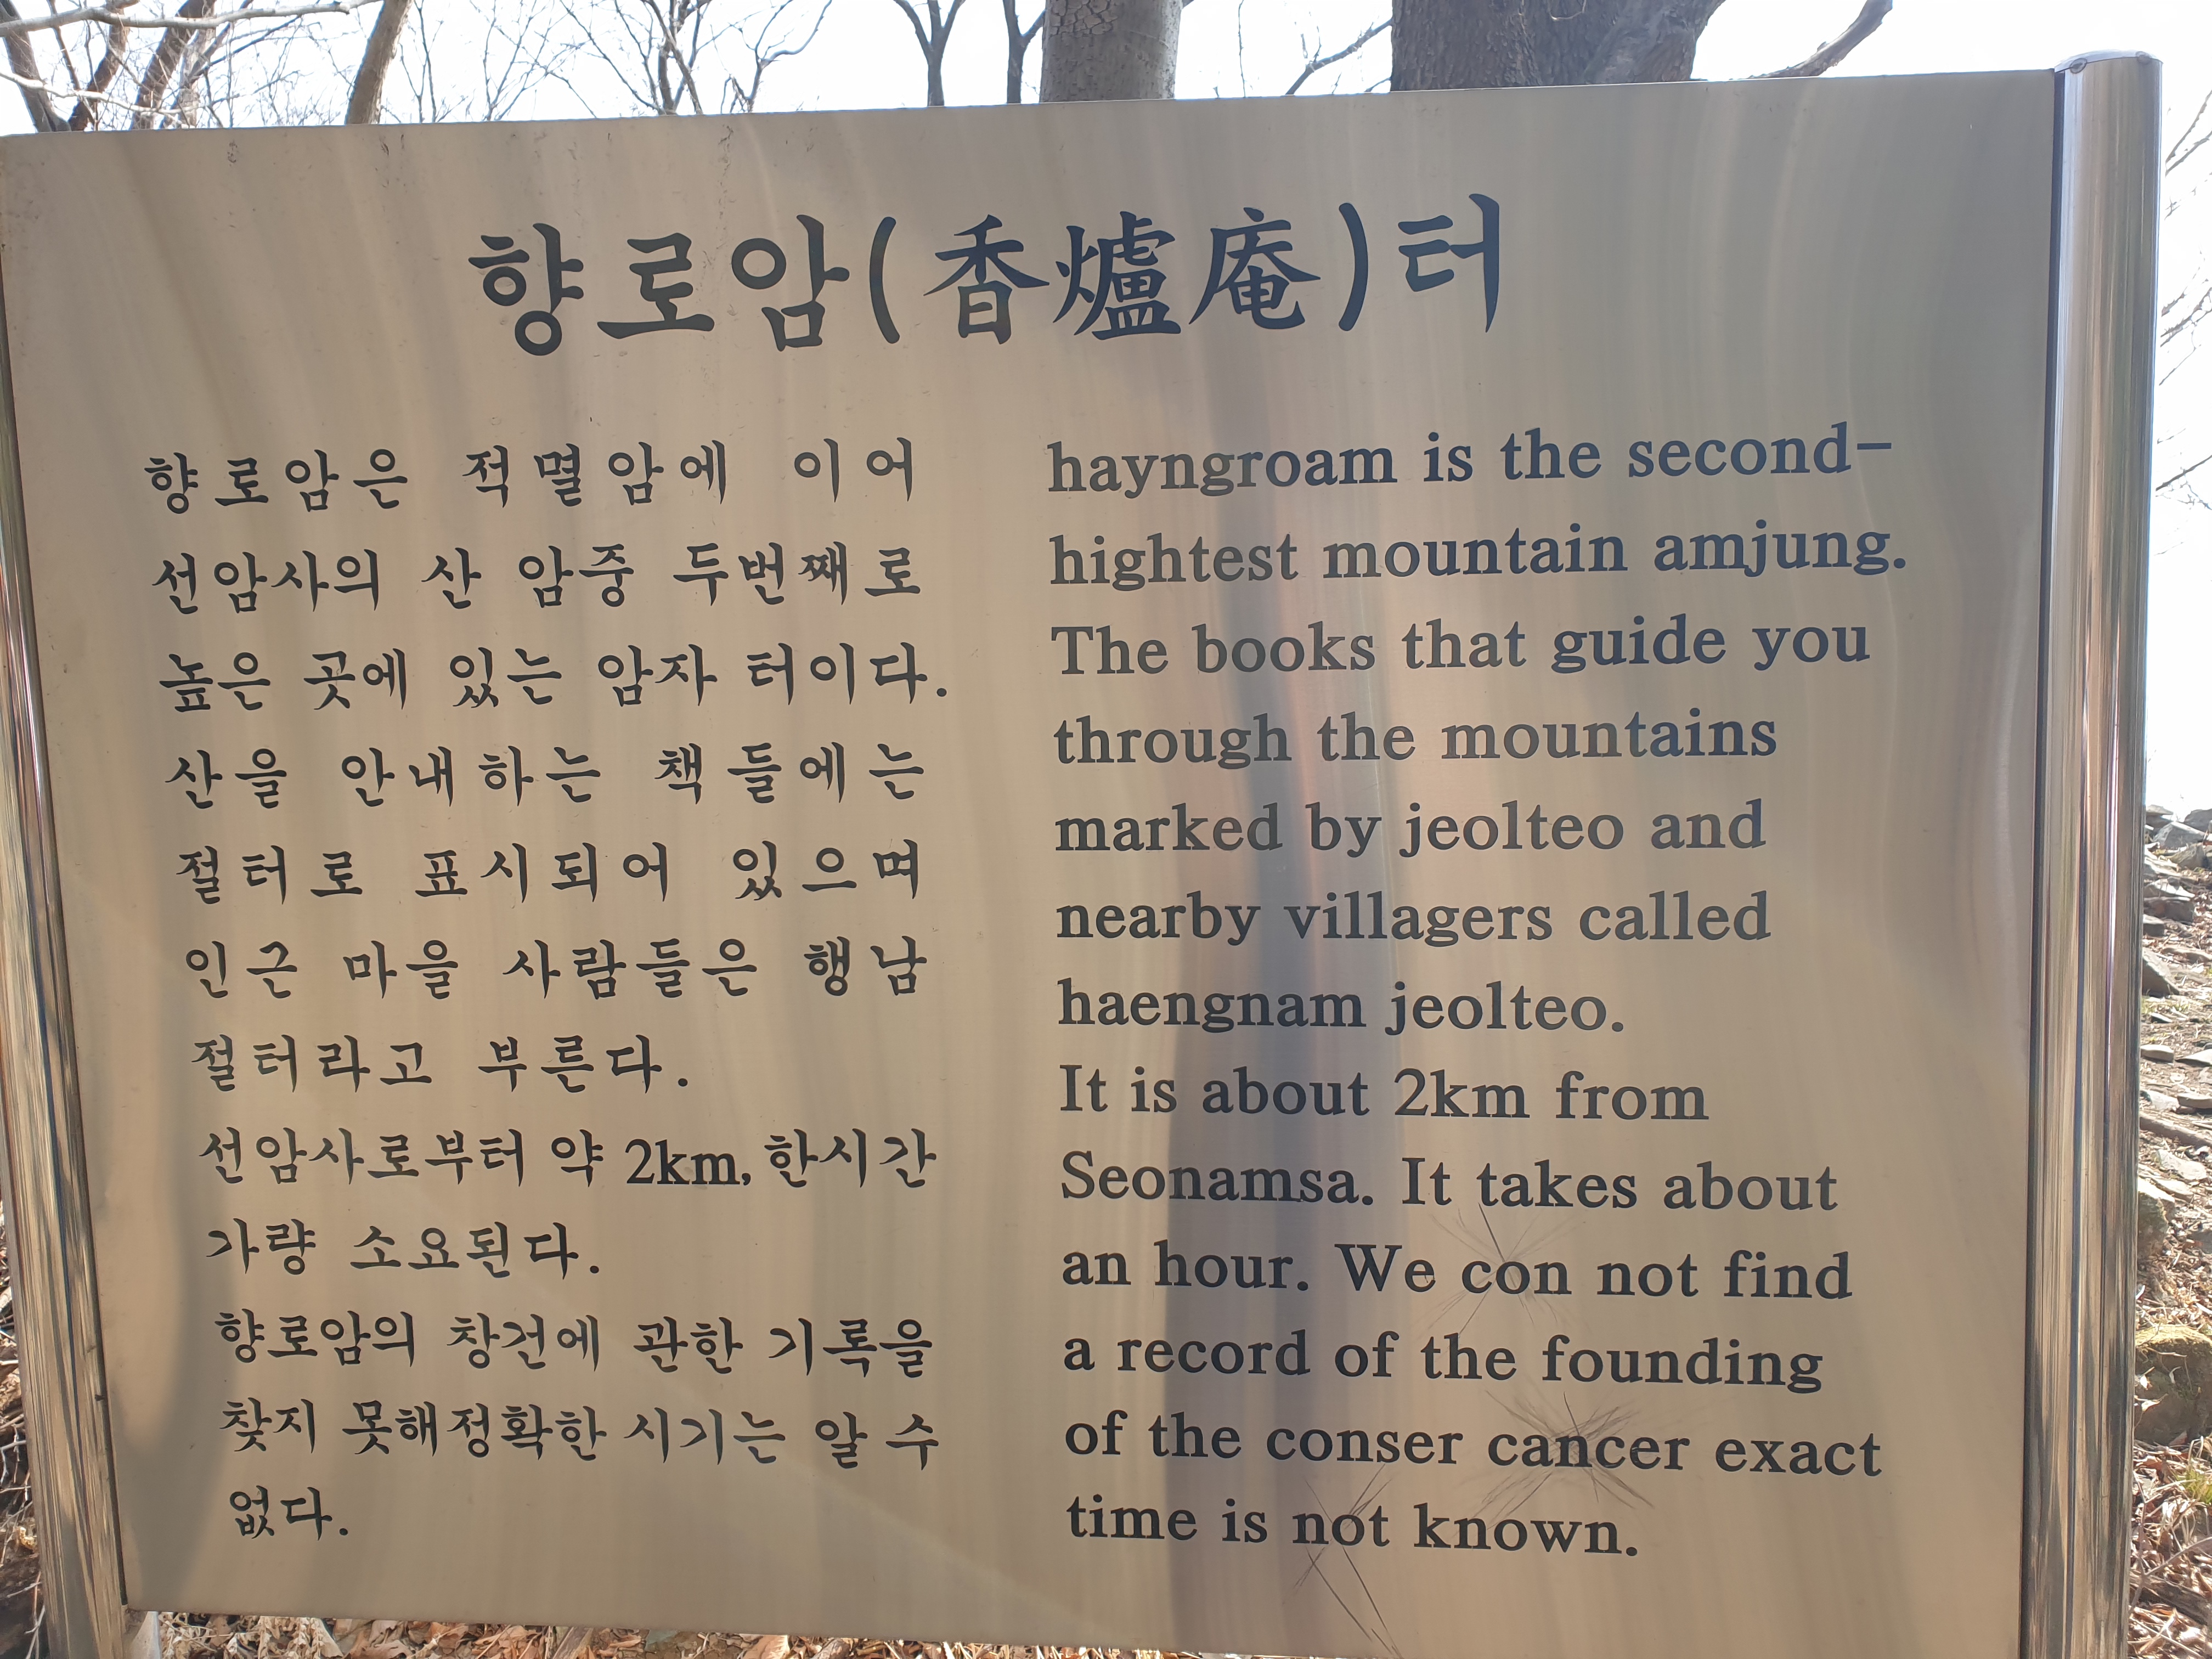 향로암(香爐庵)터
향로암은 적멸암에 이어
선암사의 산 암중 두번째로
높은 곳에 있는 암자 터이다.
산을 안내하는 책들에는
절터로 표시되어 있으며
인근 마을 사람들은 행남
절터라고 부른다.
선암사로부터 약 2km, 한시간
가량 소요된다.
향로암의 창건에 관한 기록을
찾지 못해정확한 시기는 알 수
없다.
hayngroam is the second-
hightest mountain amjung.
The books that guide you
through the mountains
marked by jeolteo and
nearby villagers called
haengnam jeolteo.
It is about 2km from
Seonamsa. It takes about
an hour. We con not find
a record of the founding
of the conser cancer exact
time is not known.